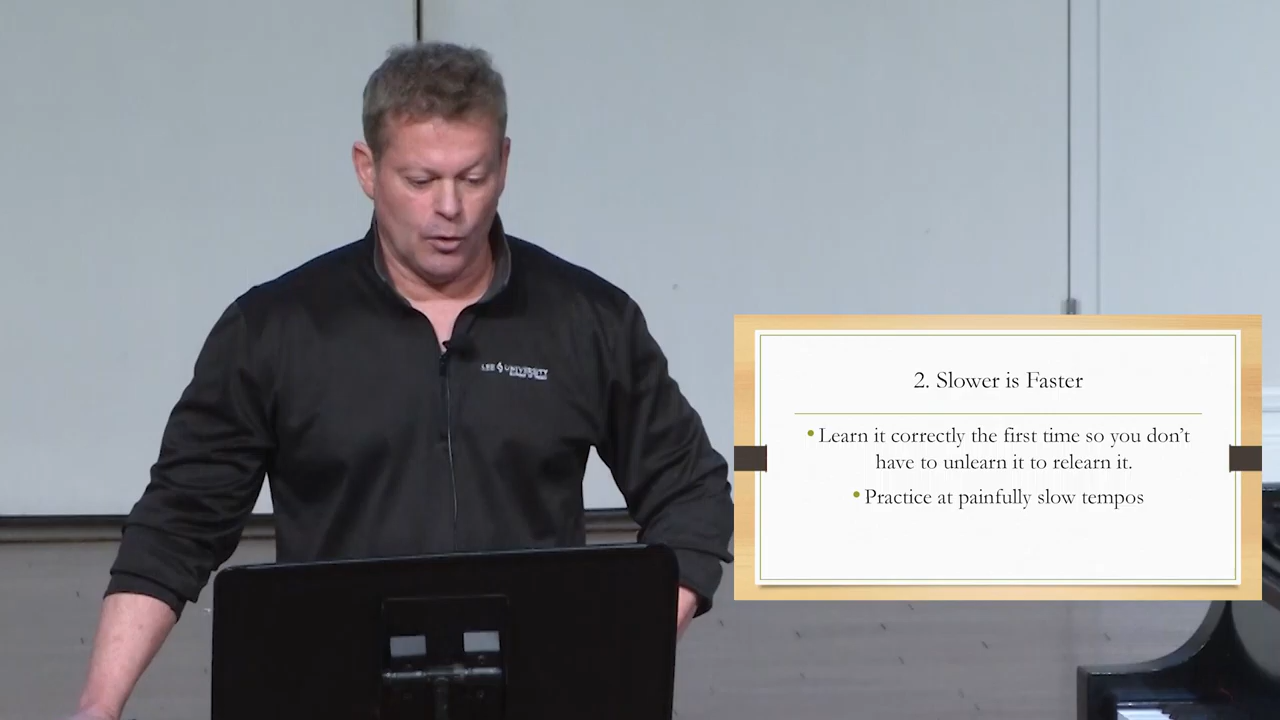 LEE UNIVERSITY
2. Slower is Faster
• Learn it correctly the first time so you don't
have to unlearn it to relearn it.
• Practice at painfully slow tempos